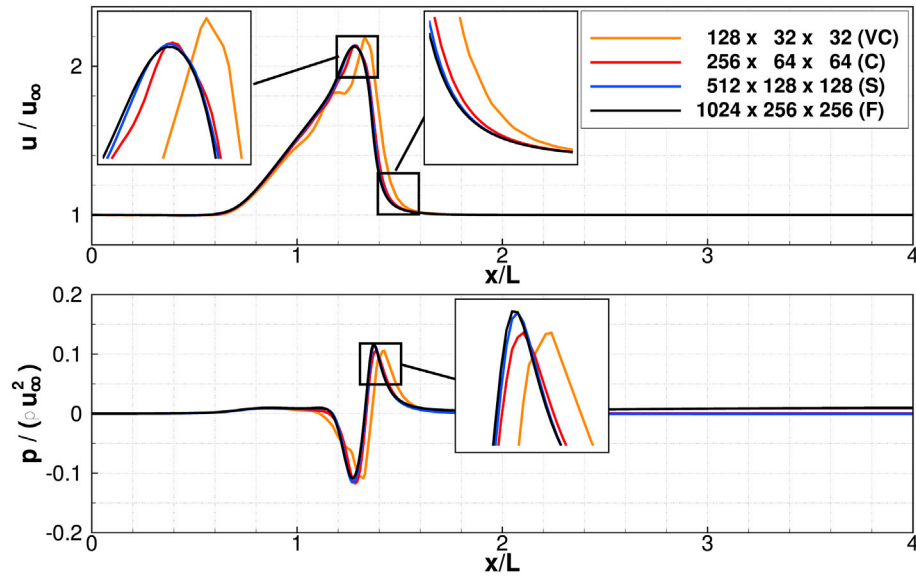 128 x 32 x 32 (VC)
256 x 64 x 64 (C)
512 x 128 x 128 (S)
1024 x 256 x 256 (F)
u / u∞
2
1
0
1
2
3
4
x/L
p / (ρ u∞²)
0.2
0.1
0
-0.1
-0.2
0
1
2
3
4
x/L